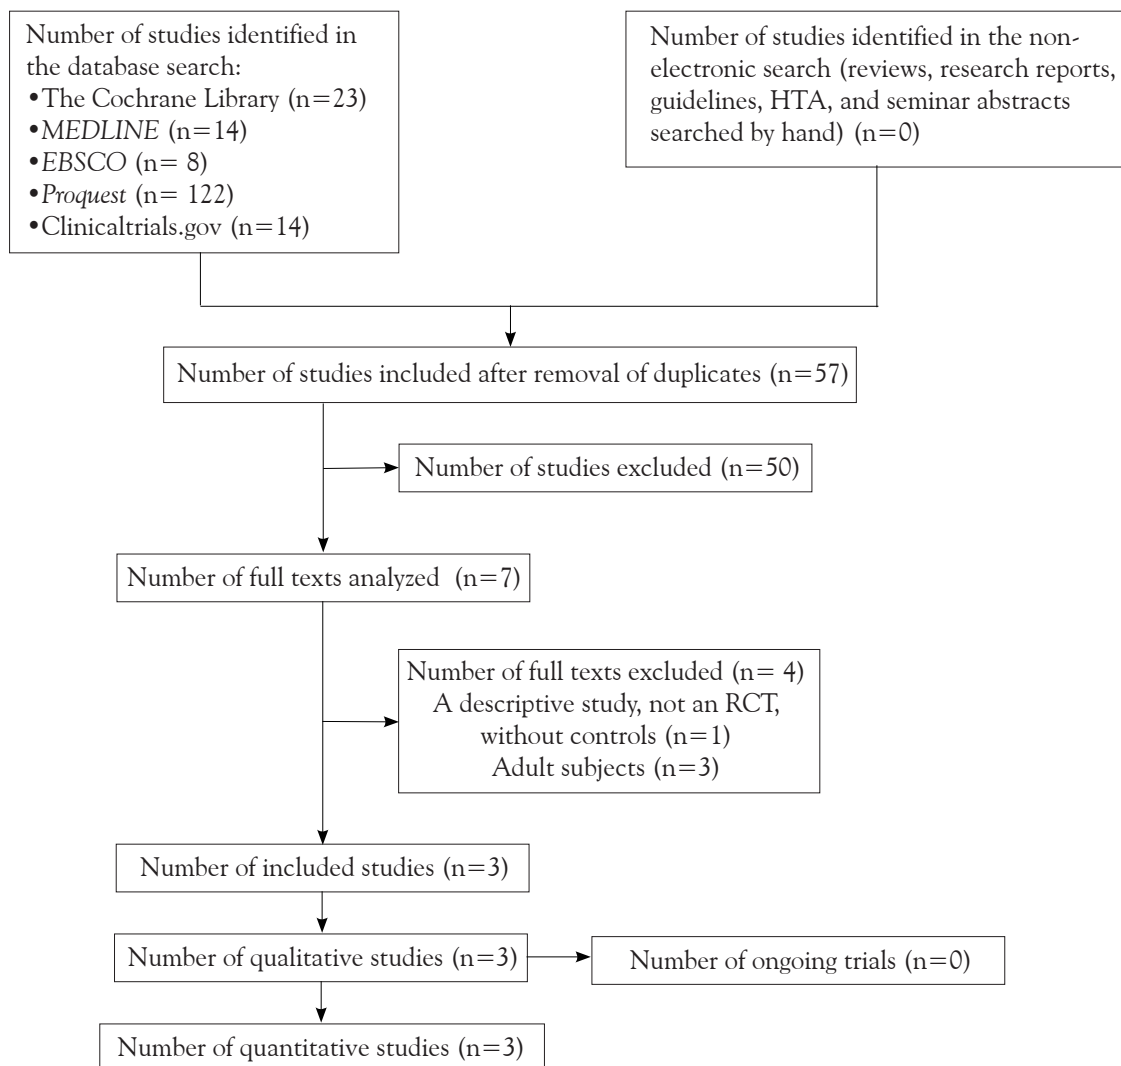 Number of studies identified in
the database search:
•The Cochrane Library (n=23)
•MEDLINE (n=14)
•EBSCO (n= 8)
•Proquest (n= 122)
•Clinicaltrials.gov (n=14)
Number of studies identified in the non-
electronic search (reviews, research reports,
guidelines, HTA, and seminar abstracts
searched by hand) (n=0)
Number of studies included after removal of duplicates (n=57)
Number of studies excluded (n=50)
Number of full texts analyzed (n=7)
Number of full texts excluded (n= 4)
A descriptive study, not an RCT,
without controls (n=1)
Adult subjects (n=3)
Number of included studies (n=3)
Number of qualitative studies (n=3)
Number of ongoing trials (n=0)
Number of quantitative studies (n=3)